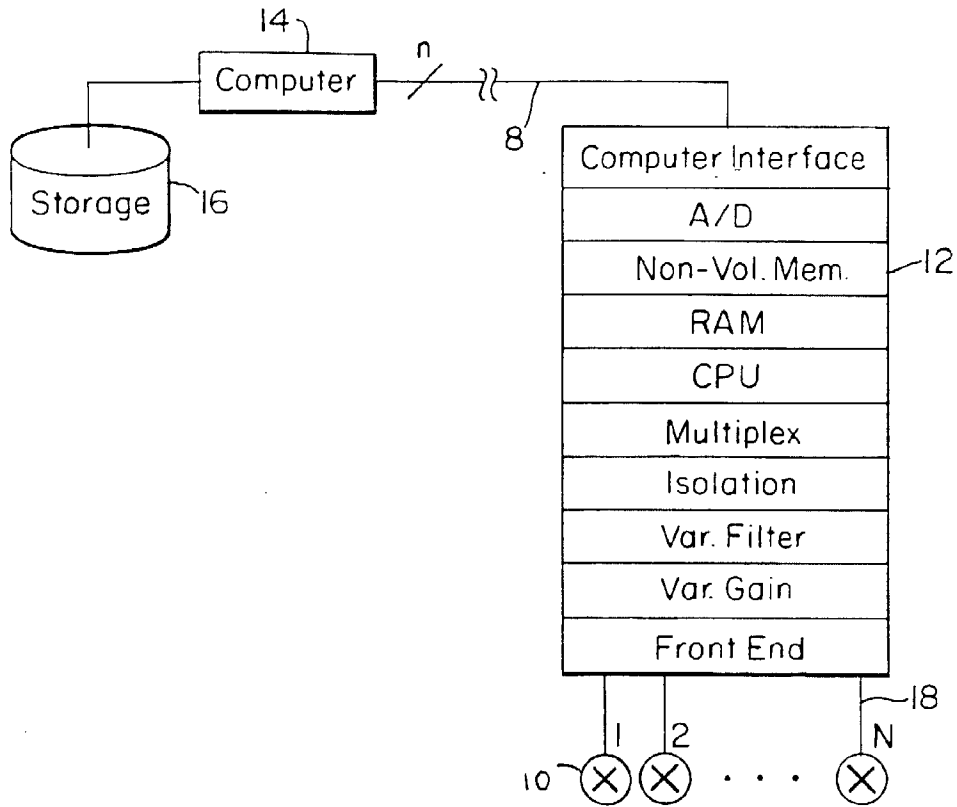 14
n
Computer
8
Storage
16
Computer Interface
A/D
Non-Vol. Mem.
12
RAM
CPU
Multiplex
Isolation
Var. Filter
Var. Gain
Front End
18
1
2
N
10
. . . .